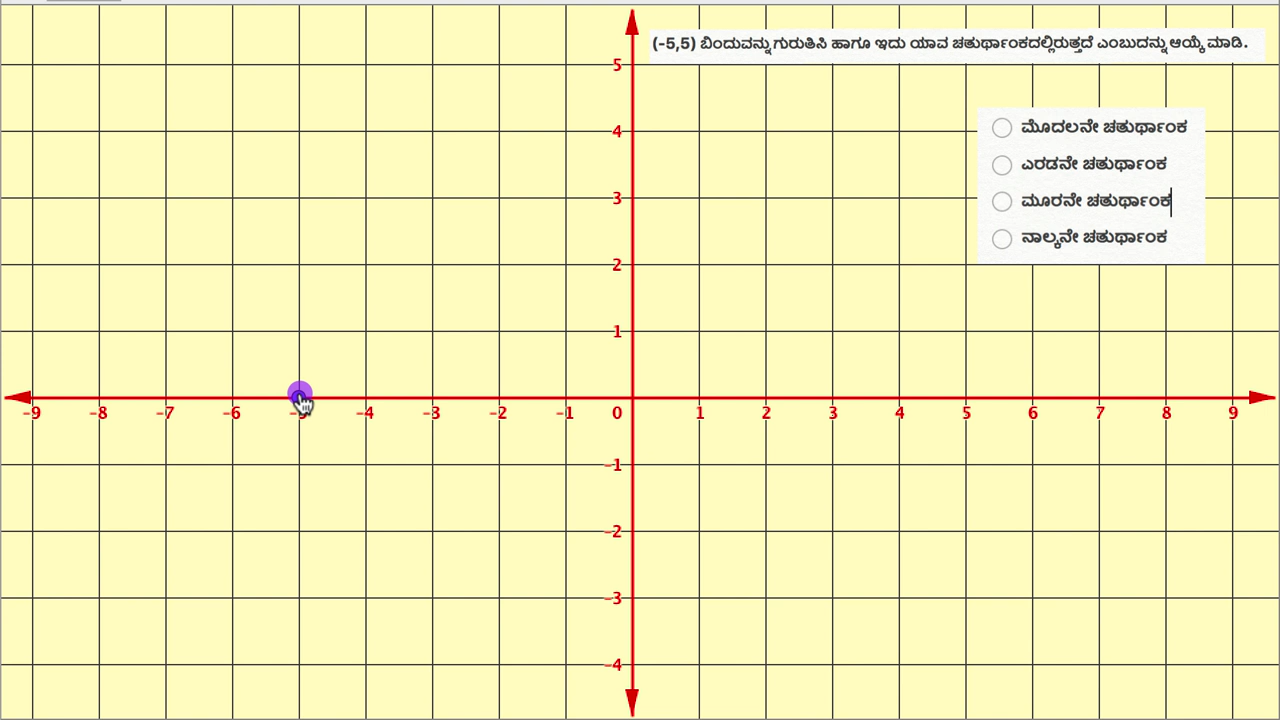 (-5,5) ಬಿಂದುವನ್ನು ಗುರುತಿಸಿ ಹಾಗೂ ಇದು ಯಾವ ಚತುರ್ಥಾಂಕದಲ್ಲಿರುತ್ತದೆ ಎಂಬುದನ್ನು ಆಯ್ಕೆ ಮಾಡಿ.
5
4
ಮೊದಲನೇ ಚತುರ್ಥಾಂಕ
ಎರಡನೇ ಚತುರ್ಥಾಂಕ
3
ಮೂರನೇ ಚತುರ್ಥಾಂಕ
ನಾಲ್ಕನೇ ಚತುರ್ಥಾಂಕ
2
1
-9 -8 -7 -6 -4 -3 -2 -1 0 1 2 3 4 5 6 7 8 9
-1
-2
-3
-4